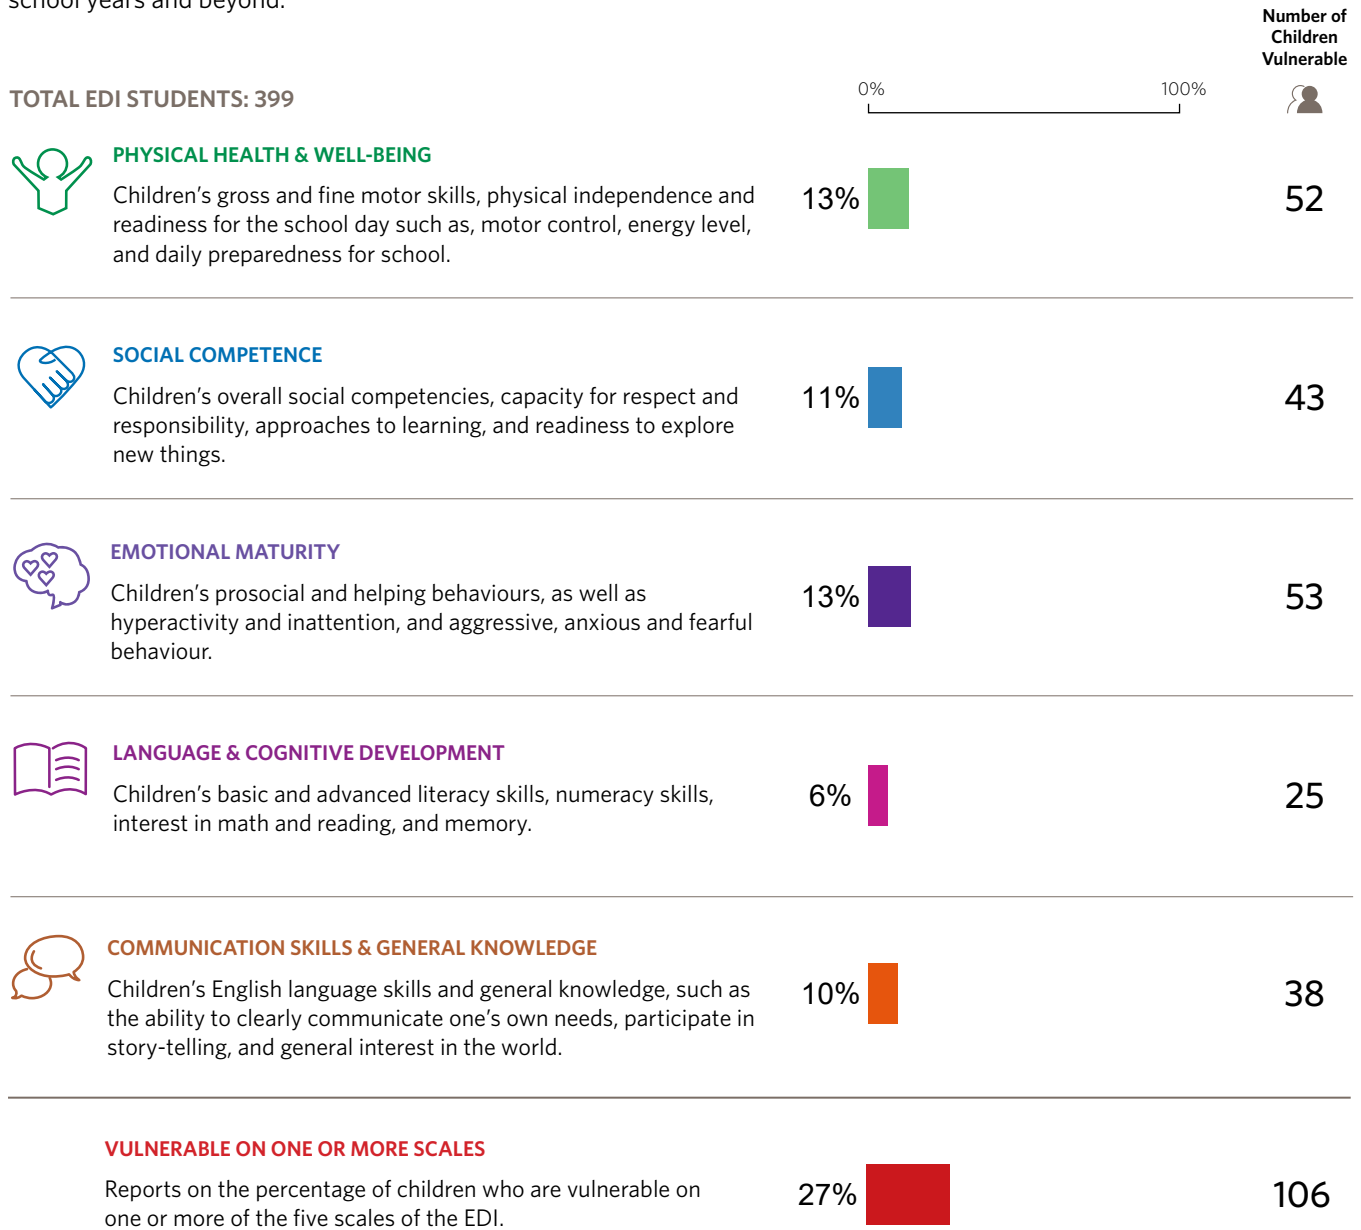 school years and beyond.
Number of
Children
Vulnerable
TOTAL EDI STUDENTS: 399
0%
100%
PHYSICAL HEALTH & WELL-BEING
Children's gross and fine motor skills, physical independence and
readiness for the school day such as, motor control, energy level,
and daily preparedness for school.
13%
52
SOCIAL COMPETENCE
Children's overall social competencies, capacity for respect and
responsibility, approaches to learning, and readiness to explore
new things.
11%
43
EMOTIONAL MATURITY
Children's prosocial and helping behaviours, as well as
hyperactivity and inattention, and aggressive, anxious and fearful
behaviour.
13%
53
LANGUAGE & COGNITIVE DEVELOPMENT
Children's basic and advanced literacy skills, numeracy skills,
interest in math and reading, and memory.
6%
25
COMMUNICATION SKILLS & GENERAL KNOWLEDGE
Children's English language skills and general knowledge, such as
the ability to clearly communicate one's own needs, participate in
story-telling, and general interest in the world.
10%
38
VULNERABLE ON ONE OR MORE SCALES
Reports on the percentage of children who are vulnerable on
one or more of the five scales of the EDI.
27%
106